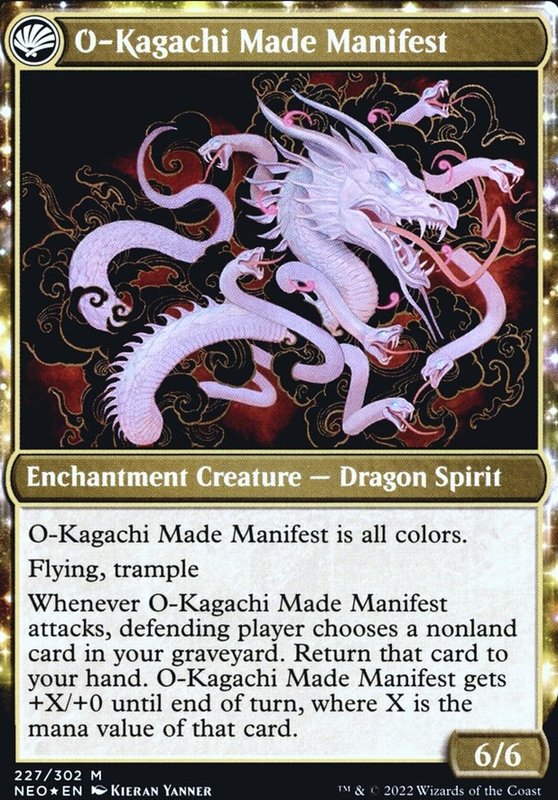 O-Kagachi Made Manifest
Enchantment Creature — Dragon Spirit
O-Kagachi Made Manifest is all colors.
Flying, trample
Whenever O-Kagachi Made Manifest
attacks, defending player chooses a nonland
card in your graveyard. Return that card to
your hand. O-Kagachi Made Manifest gets
+X/+0 until end of turn, where X is the
mana value of that card.
6/6
227/302 M
NEO★EN Kieran Yanner
™ & © 2022 Wizards of the Coast